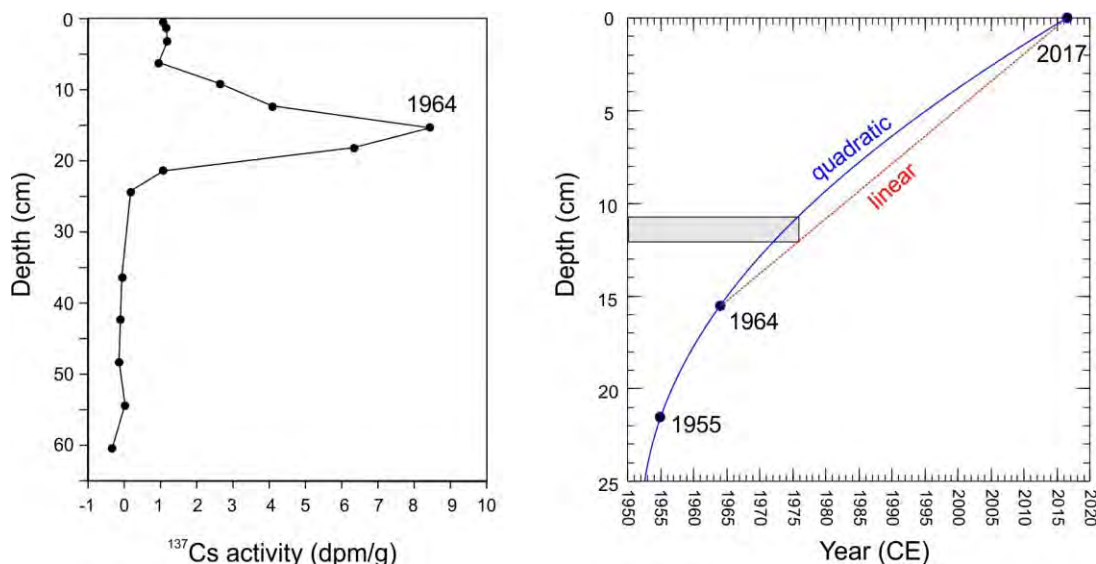 0
10
20
30
40
50
60
Depth (cm)
1964
-1 0 1 2 3 4 5 6 7 8 9 10
¹³⁷Cs activity (dpm/g)
0
5
10
15
20
25
Depth (cm)
2017
quadratic
linear
1964
1955
1950 1955 1960 1965 1970 1975 1980 1985 1990 1995 2000 2005 2010 2015 2020
Year (CE)